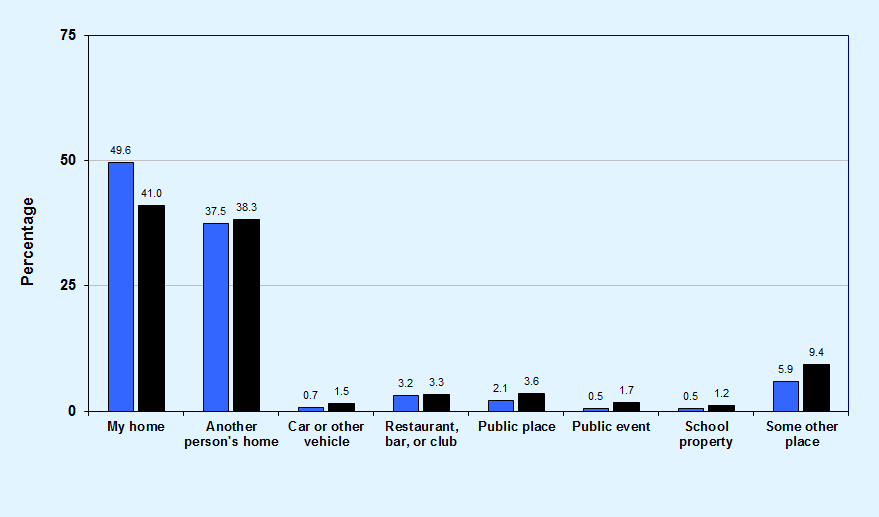 75
50
25
0
Percentage
49.6
41.0
37.5
38.3
0.7
1.5
3.2
3.3
2.1
3.6
0.5
1.7
0.5
1.2
5.9
9.4
My home
Another
person's home
Car or other
vehicle
Restaurant,
bar, or club
Public place
Public event
School
property
Some other
place